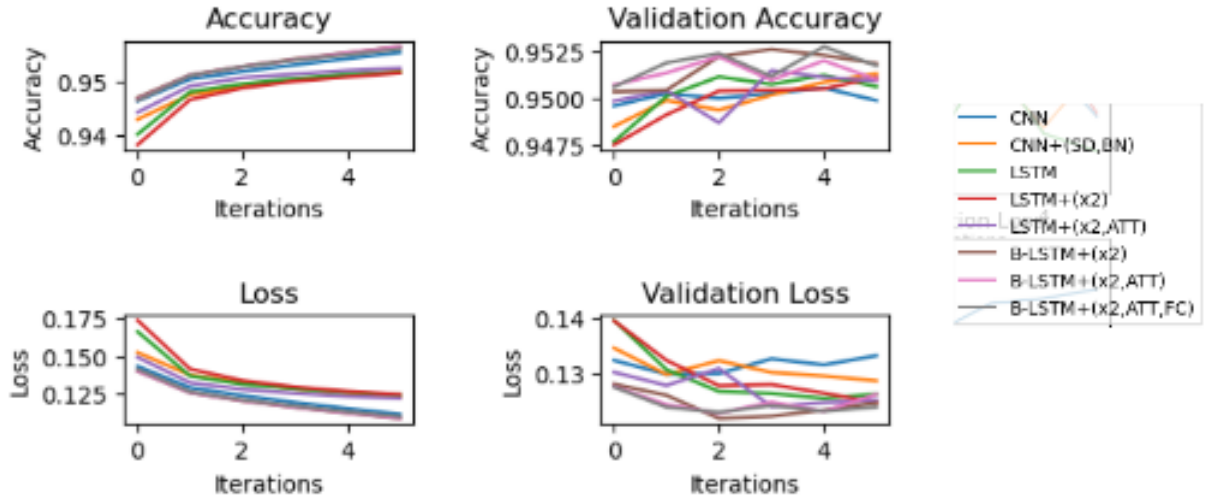 Accuracy
Validation Accuracy
Accuracy
0.95
0.94
0 2 4
Iterations
Accuracy
0.9525
0.9500
0.9475
0 2 4
Iterations
Loss
Validation Loss
Loss
0.175
0.150
0.125
0 2 4
Iterations
Loss
0.14
0.13
0 2 4
Iterations
CNN
CNN+(SD,BN)
LSTM
LSTM+(x2)
LSTM+(x2,ATT)
B-LSTM+(x2)
B-LSTM+(x2,ATT)
B-LSTM+(x2,ATT,FC)